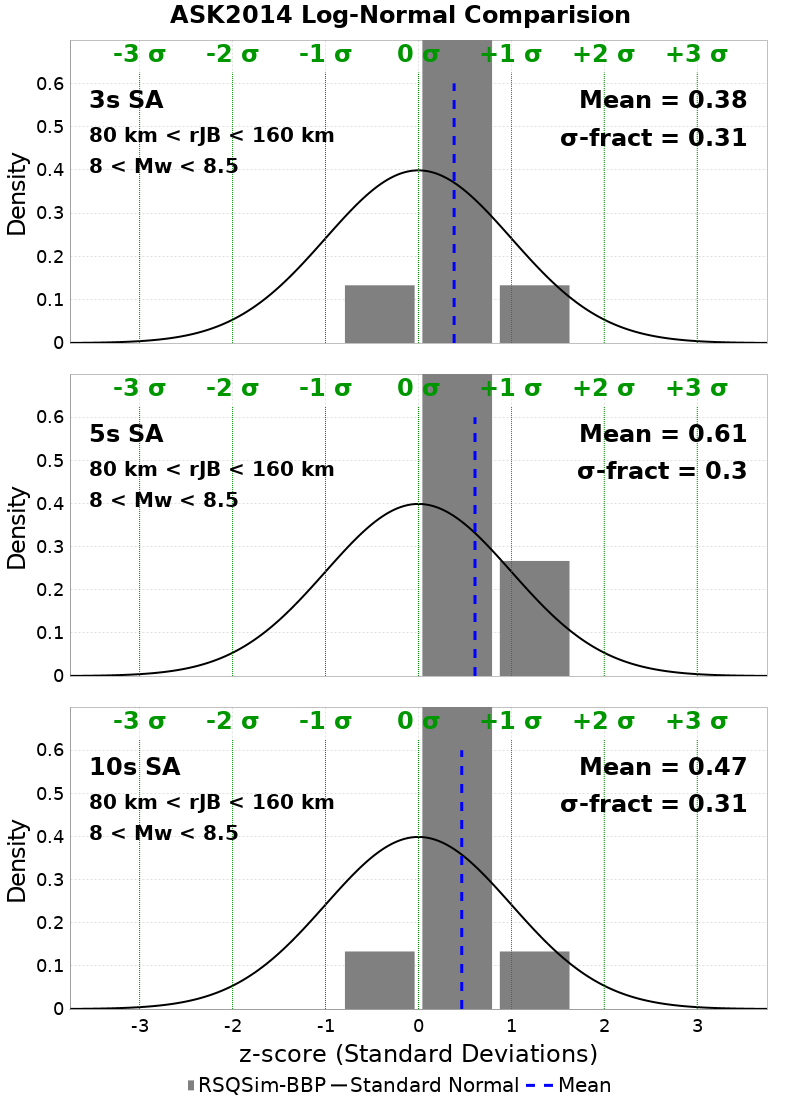 ASK2014 Log-Normal Comparision
-3 σ -2 σ -1 σ 0 σ +1 σ +2 σ +3 σ
3s SA
80 km < rJB < 160 km
8 < Mw < 8.5
Mean = 0.38
σ-fract = 0.31
Density
0.6
0.5
0.4
0.3
0.2
0.1
0
-3 σ -2 σ -1 σ 0 σ +1 σ +2 σ +3 σ
5s SA
80 km < rJB < 160 km
8 < Mw < 8.5
Mean = 0.61
σ-fract = 0.3
Density
0.6
0.5
0.4
0.3
0.2
0.1
0
-3 σ -2 σ -1 σ 0 σ +1 σ +2 σ +3 σ
10s SA
80 km < rJB < 160 km
8 < Mw < 8.5
Mean = 0.47
σ-fract = 0.31
Density
0.6
0.5
0.4
0.3
0.2
0.1
0
-3 -2 -1 0 1 2 3
z-score (Standard Deviations)
RSQSim-BBP Standard Normal Mean